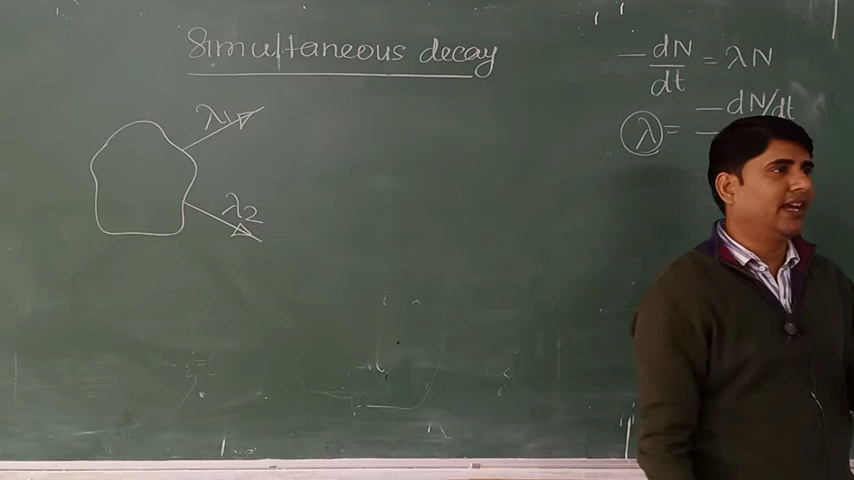 Simultaneous decay
λ1
λ2
- dN/dt = λN
λ = - dN/dt